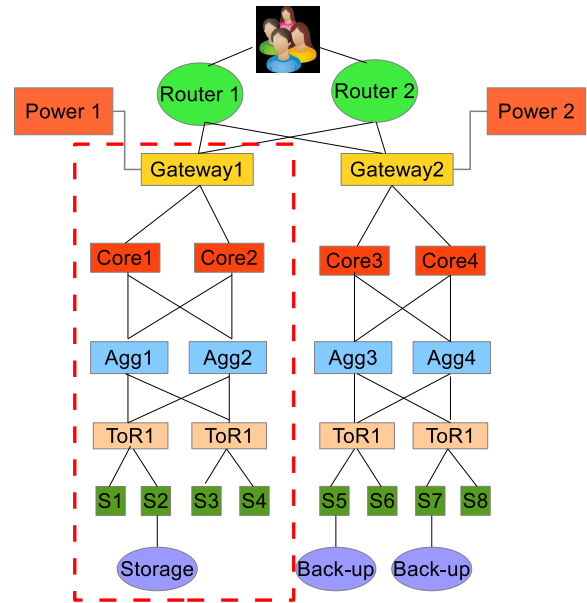 Router 1
Router 2
Power 1
Power 2
Gateway1
Gateway2
Core1
Core2
Core3
Core4
Agg1
Agg2
Agg3
Agg4
ToR1
ToR1
ToR1
ToR1
S1
S2
S3
S4
S5
S6
S7
S8
Storage
Back-up
Back-up